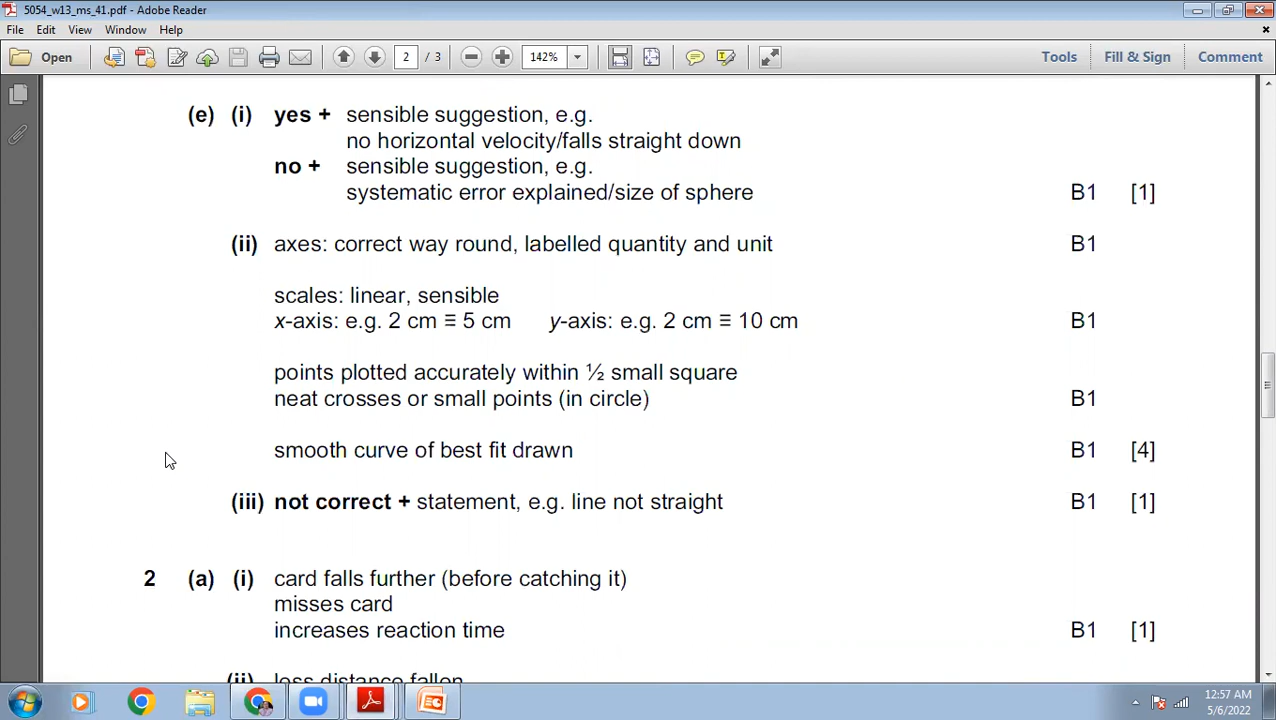 5054_w13_ms_41.pdf - Adobe Reader
File Edit View Window Help
Open 2 / 3 142% Tools Fill & Sign Comment
(e) (i) yes + sensible suggestion, e.g.
no horizontal velocity/falls straight down
no + sensible suggestion, e.g.
systematic error explained/size of sphere B1 [1]
(ii) axes: correct way round, labelled quantity and unit B1
scales: linear, sensible
x-axis: e.g. 2 cm ≡ 5 cm y-axis: e.g. 2 cm ≡ 10 cm B1
points plotted accurately within ½ small square
neat crosses or small points (in circle) B1
smooth curve of best fit drawn B1 [4]
(iii) not correct + statement, e.g. line not straight B1 [1]
2 (a) (i) card falls further (before catching it)
misses card
increases reaction time B1 [1]
(ii) less distance fallen
12:57 AM
5/6/2022